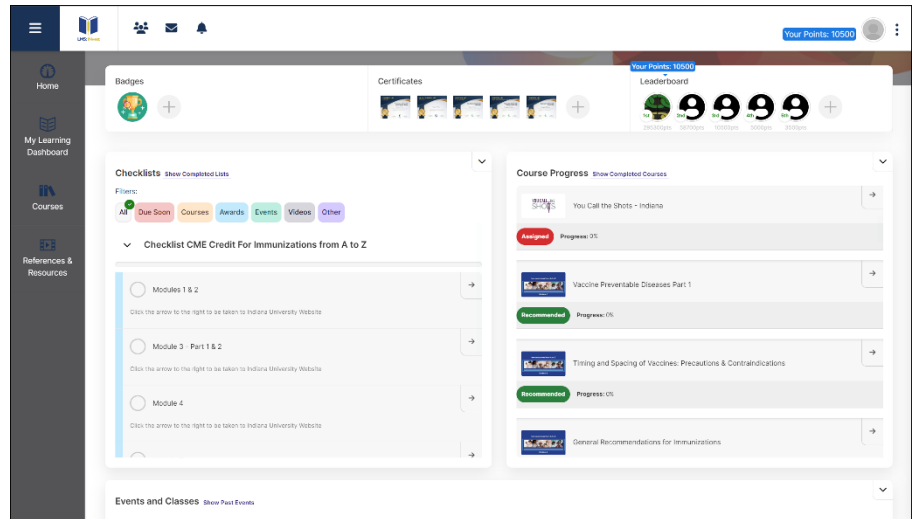 LMS
Your Points: 10500
Home
My Learning
Dashboard
Courses
References &
Resources
Badges
Certificates
Your Points: 10500
Leaderboard
1st 2nd 3rd 4th 5th
Checklists Show Completed Lists
Filters:
All Due Soon Courses Awards Events Videos Other
Checklist CME Credit For Immunizations from A to Z
Modules 1 & 2
Click the arrow to the right to be taken to Indiana University Website
Module 3 - Part 1 & 2
Click the arrow to the right to be taken to Indiana University Website
Module 4
Click the arrow to the right to be taken to Indiana University Website
Course Progress Show Completed Courses
You Call the Shots - Indiana
Assigned Progress: 0%
Vaccine Preventable Diseases Part 1
Recommended Progress: 0%
Timing and Spacing of Vaccines: Precautions & Contraindications
Recommended Progress: 0%
General Recommendations for Immunizations
Events and Classes Show Past Events